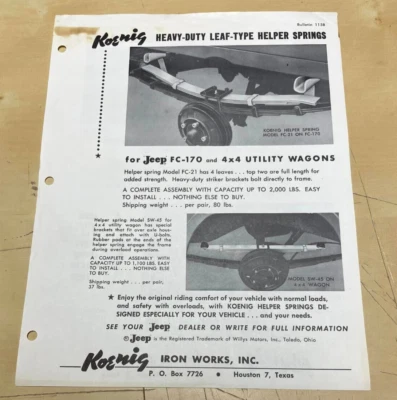 Bulletin 115B
Koenig HEAVY-DUTY LEAF-TYPE HELPER SPRINGS
KOENIG HELPER SPRING
MODEL FC-21 ON FC-170
for Jeep FC-170 and 4x4 UTILITY WAGONS
Helper spring Model FC-21 has 4 leaves . . . top two are full length for
added strength. Heavy-duty striker brackets bolt directly to frame.
A COMPLETE ASSEMBLY WITH CAPACITY UP TO 2,000 LBS. EASY
TO INSTALL . . . NOTHING ELSE TO BUY.
Shipping weight . . . per pair, 80 lbs.
Helper spring Model SW-42 for
4x4 utility wagon has special
brackets that fit over axle hous-
ing and attach with U-bolts.
Rubber pads at the ends of the
helper spring engage the frame
during overload operations.
A COMPLETE ASSEMBLY WITH
CAPACITY UP TO 1,100 LBS. EASY
TO INSTALL . . . NOTHING ELSE
TO BUY.
Shipping weight . . . per pair,
37 lbs.
MODEL SW-42 ON
4x4 WAGON
Enjoy the original riding comfort of your vehicle with normal loads,
and safety with overloads, with KOENIG HELPER SPRINGS DE-
SIGNED ESPECIALLY FOR YOUR VEHICLE . . . and your needs.
SEE YOUR Jeep DEALER OR WRITE FOR FULL INFORMATION
® Jeep is the Registered Trademark of Willys Motors, Inc., Toledo, Ohio
Koenig IRON WORKS, INC.
P. O. Box 7726 • Houston 7, Texas